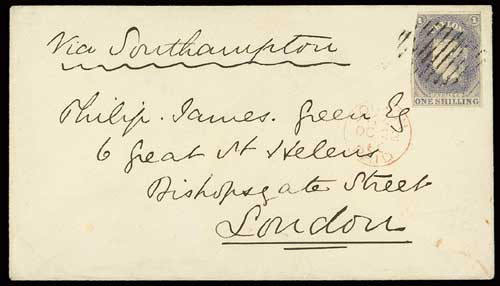 CEYLON
ONE SHILLING
Via Southampton
Philip. James. Green Esq
6 Great St Helens
Bishopsgate Street
London